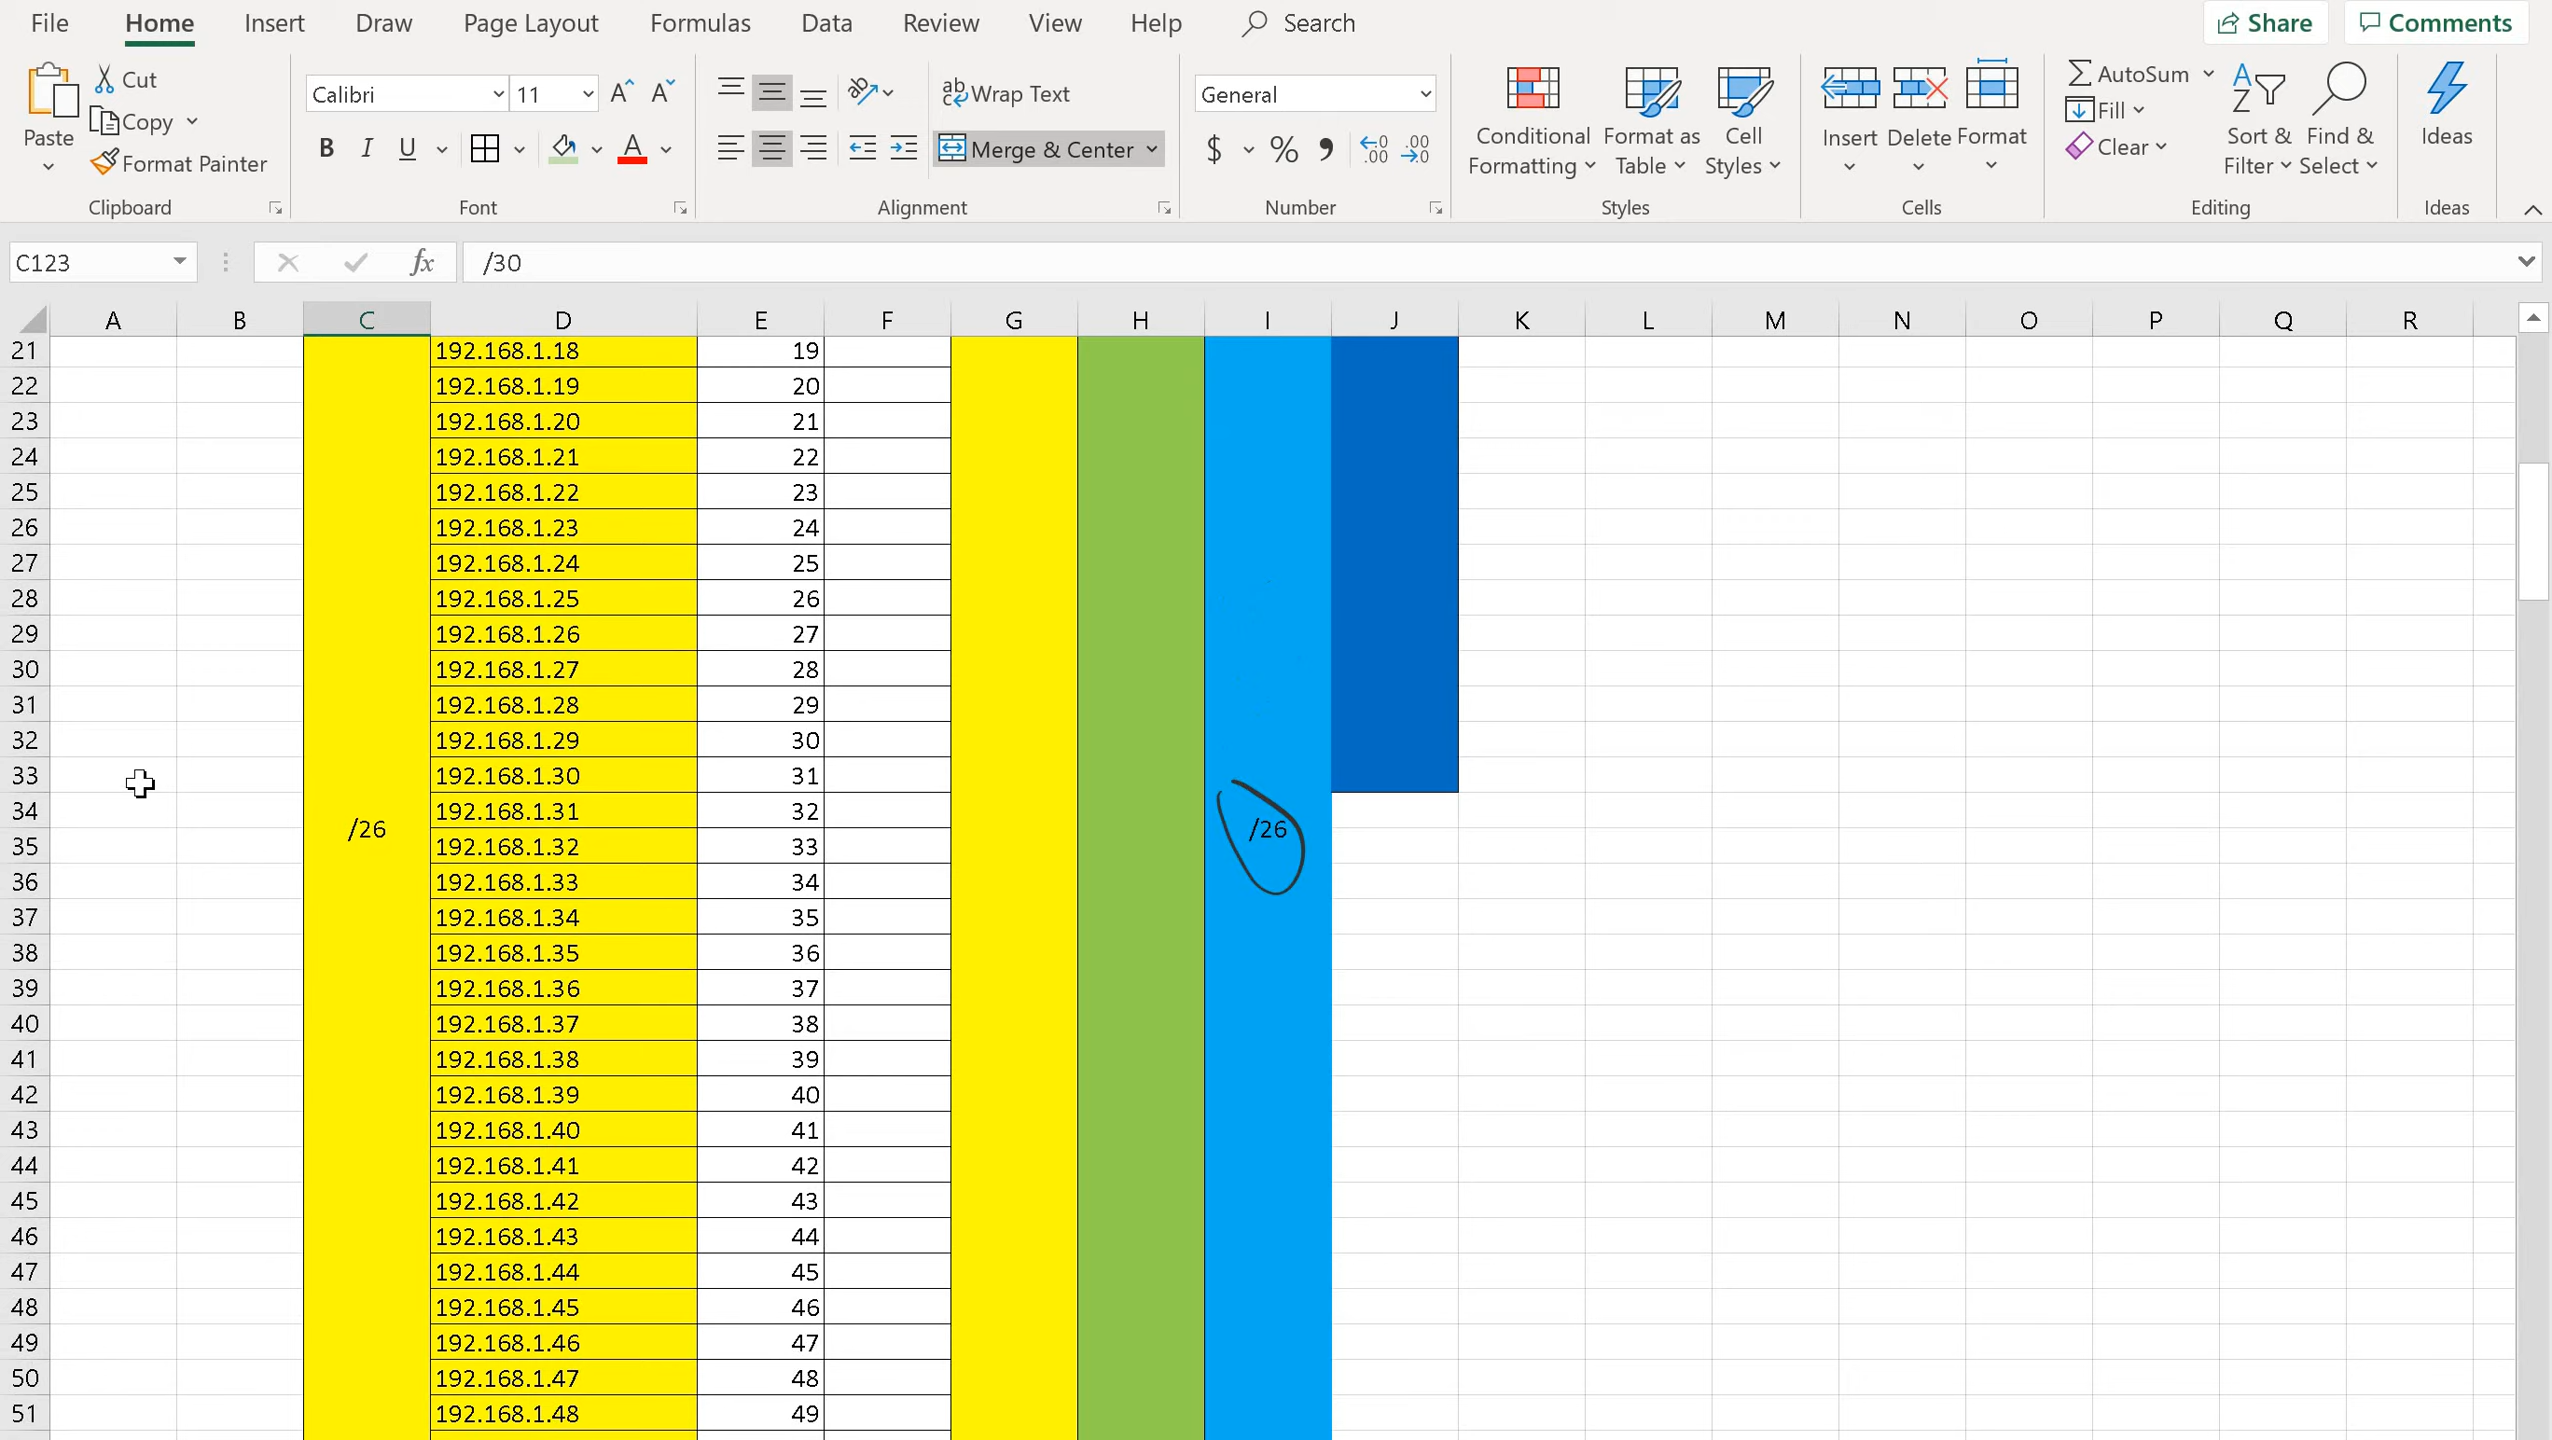 File Home Insert Draw Page Layout Formulas Data Review View Help Search Share Comments
Paste Cut Copy Format Painter Clipboard
Calibri 11 A A B I U A Font
ab Wrap Text Merge & Center Alignment
General $ % , .00 .00 Number
Conditional Formatting Format as Table Cell Styles Styles
Insert Delete Format Cells
AutoSum Fill Clear Sort & Filter Find & Select Editing
Ideas Ideas
C123 fx /30
A B C D E F G H I J K L M N O P Q R
21 192.168.1.18 19
22 192.168.1.19 20
23 192.168.1.20 21
24 192.168.1.21 22
25 192.168.1.22 23
26 192.168.1.23 24
27 192.168.1.24 25
28 192.168.1.25 26
29 192.168.1.26 27
30 192.168.1.27 28
31 192.168.1.28 29
32 192.168.1.29 30
33 192.168.1.30 31
34 192.168.1.31 32
/26 /26
35 192.168.1.32 33
36 192.168.1.33 34
37 192.168.1.34 35
38 192.168.1.35 36
39 192.168.1.36 37
40 192.168.1.37 38
41 192.168.1.38 39
42 192.168.1.39 40
43 192.168.1.40 41
44 192.168.1.41 42
45 192.168.1.42 43
46 192.168.1.43 44
47 192.168.1.44 45
48 192.168.1.45 46
49 192.168.1.46 47
50 192.168.1.47 48
51 192.168.1.48 49